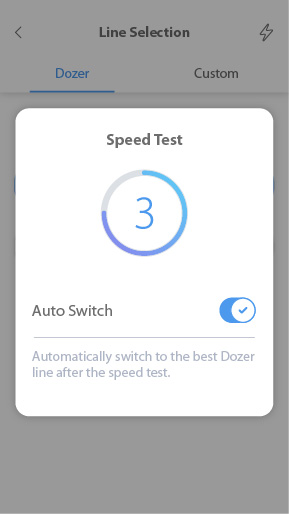 Line Selection
Dozer
Custom
Speed Test
3
Auto Switch
Automatically switch to the best Dozer
line after the speed test.